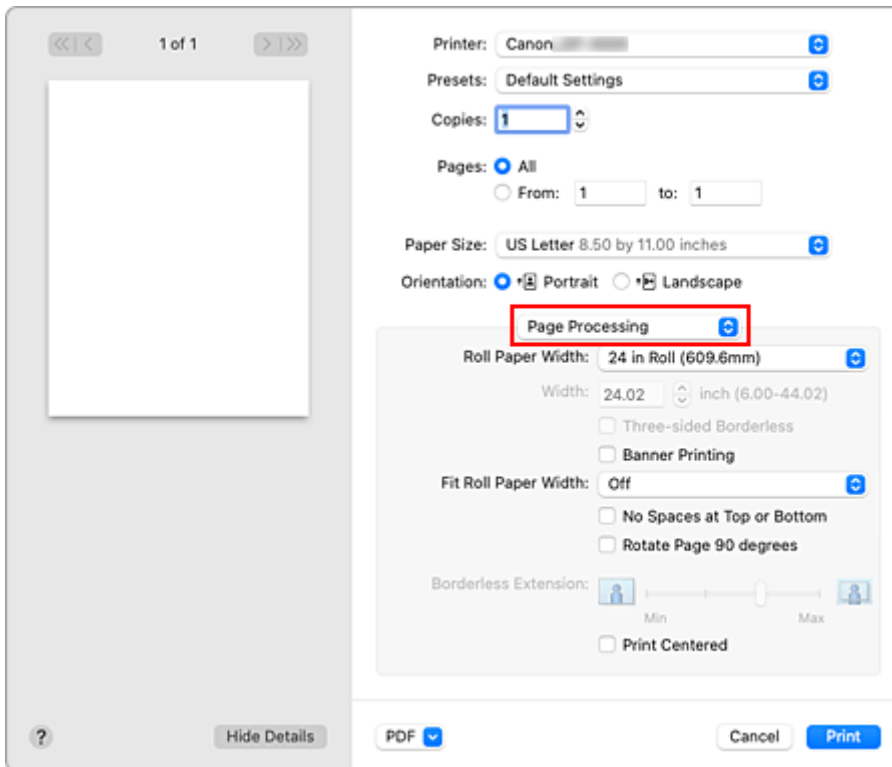 1 of 1
Printer: Canon
Presets: Default Settings
Copies: 1
Pages: All
From: 1 to: 1
Paper Size: US Letter 8.50 by 11.00 inches
Orientation: Portrait Landscape
Page Processing
Roll Paper Width: 24 in Roll (609.6mm)
Width: 24.02 inch (6.00-44.02)
Three-sided Borderless
Banner Printing
Fit Roll Paper Width: Off
No Spaces at Top or Bottom
Rotate Page 90 degrees
Borderless Extension:
Min Max
Print Centered
? Hide Details PDF Cancel Print